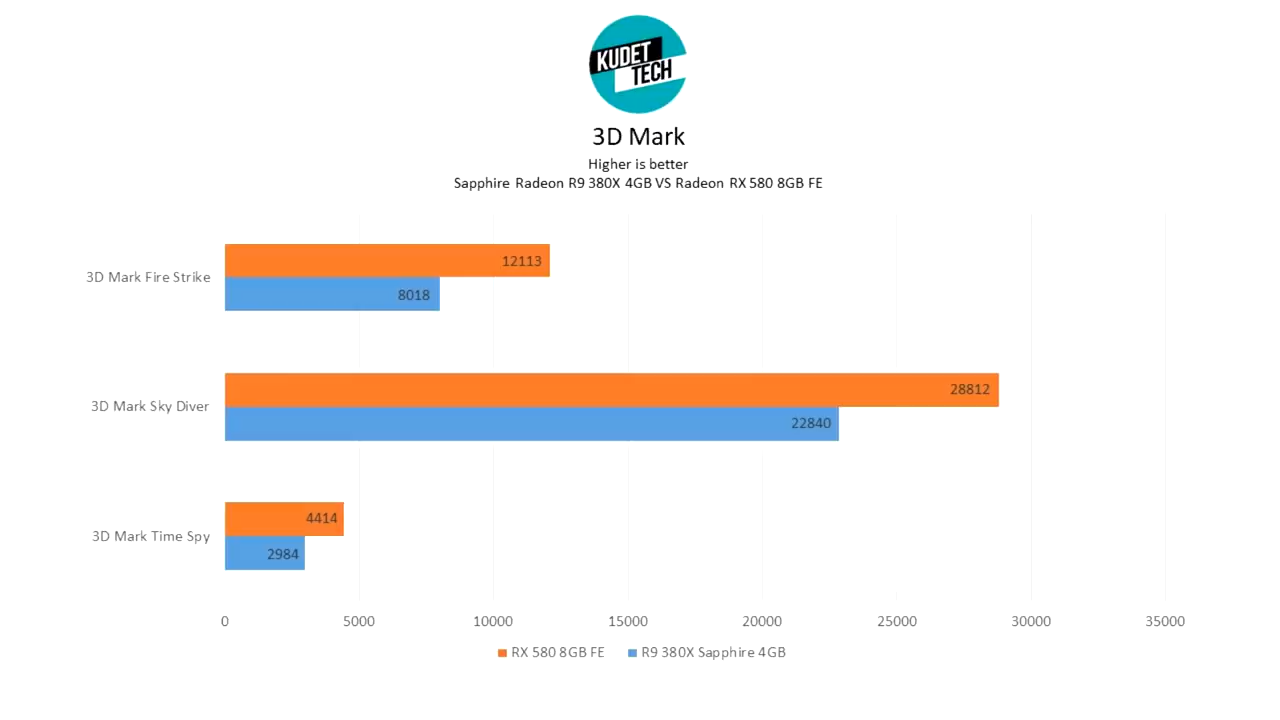 KUDET
TECH
3D Mark
Higher is better
Sapphire Radeon R9 380X 4GB VS Radeon RX 580 8GB FE
3D Mark Fire Strike
12113
8018
3D Mark Sky Diver
28812
22840
3D Mark Time Spy
4414
2984
0 5000 10000 15000 20000 25000 30000 35000
RX 580 8GB FE R9 380X Sapphire 4GB